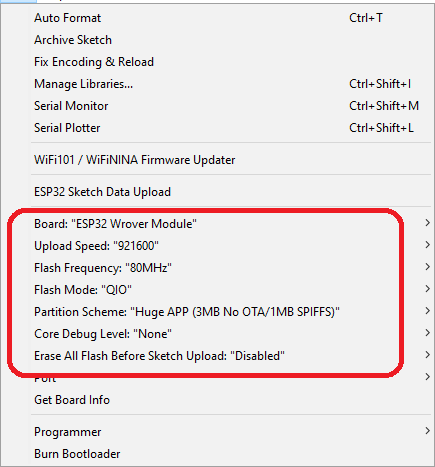 Auto Format Ctrl+T
Archive Sketch
Fix Encoding & Reload
Manage Libraries... Ctrl+Shift+I
Serial Monitor Ctrl+Shift+M
Serial Plotter Ctrl+Shift+L
WiFi101 / WiFiNINA Firmware Updater
ESP32 Sketch Data Upload
Board: "ESP32 Wrover Module"
Upload Speed: "921600"
Flash Frequency: "80MHz"
Flash Mode: "QIO"
Partition Scheme: "Huge APP (3MB No OTA/1MB SPIFFS)"
Core Debug Level: "None"
Erase All Flash Before Sketch Upload: "Disabled"
Port
Get Board Info
Programmer
Burn Bootloader